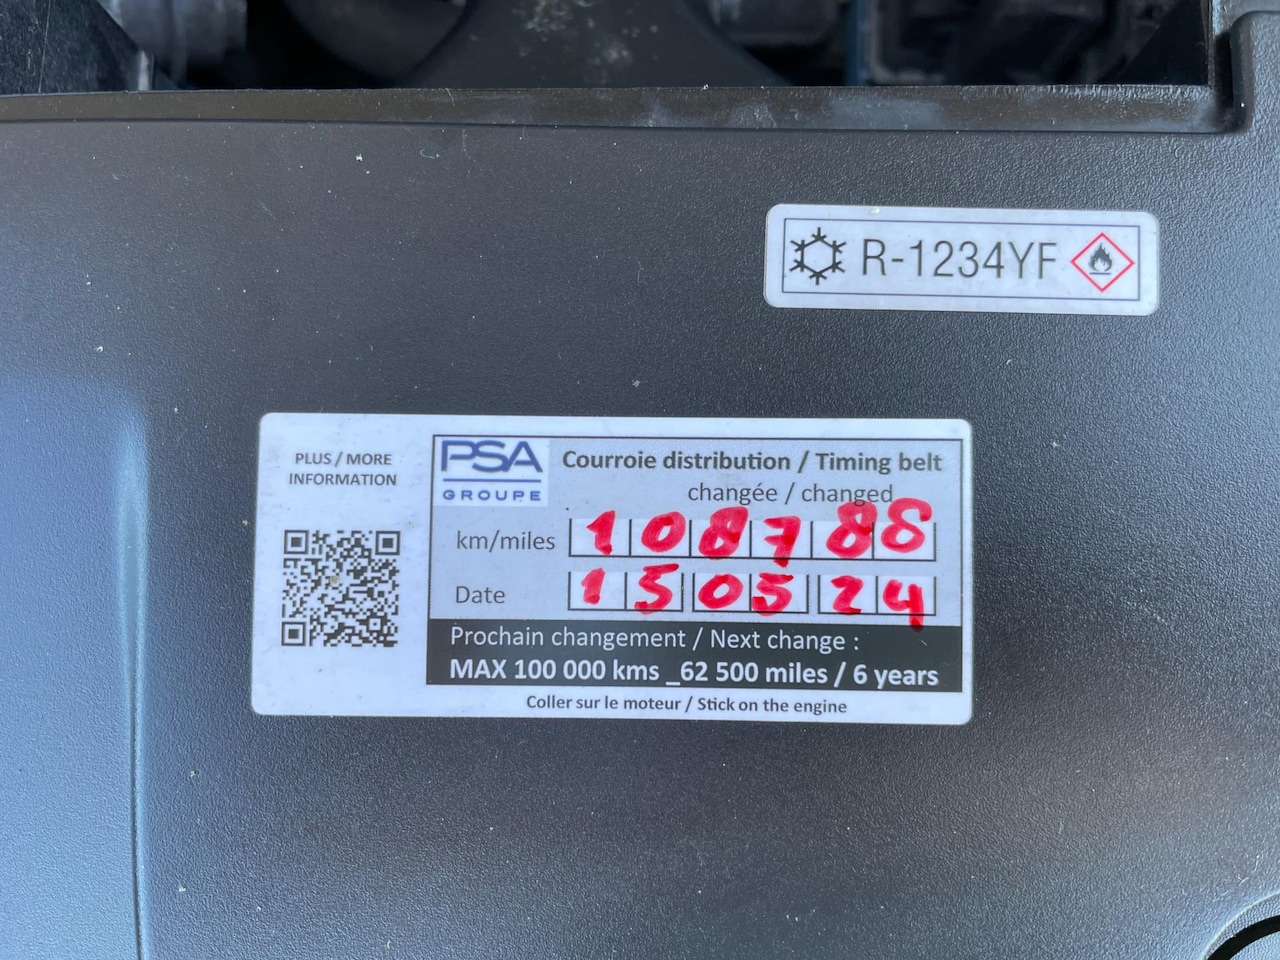 R-1234YF
PLUS / MORE
INFORMATION
PSA
GROUPE
Courroie distribution / Timing belt
changée / changed
km/miles 108788
Date 150524
Prochain changement / Next change :
MAX 100 000 kms _62 500 miles / 6 years
Coller sur le moteur / Stick on the engine